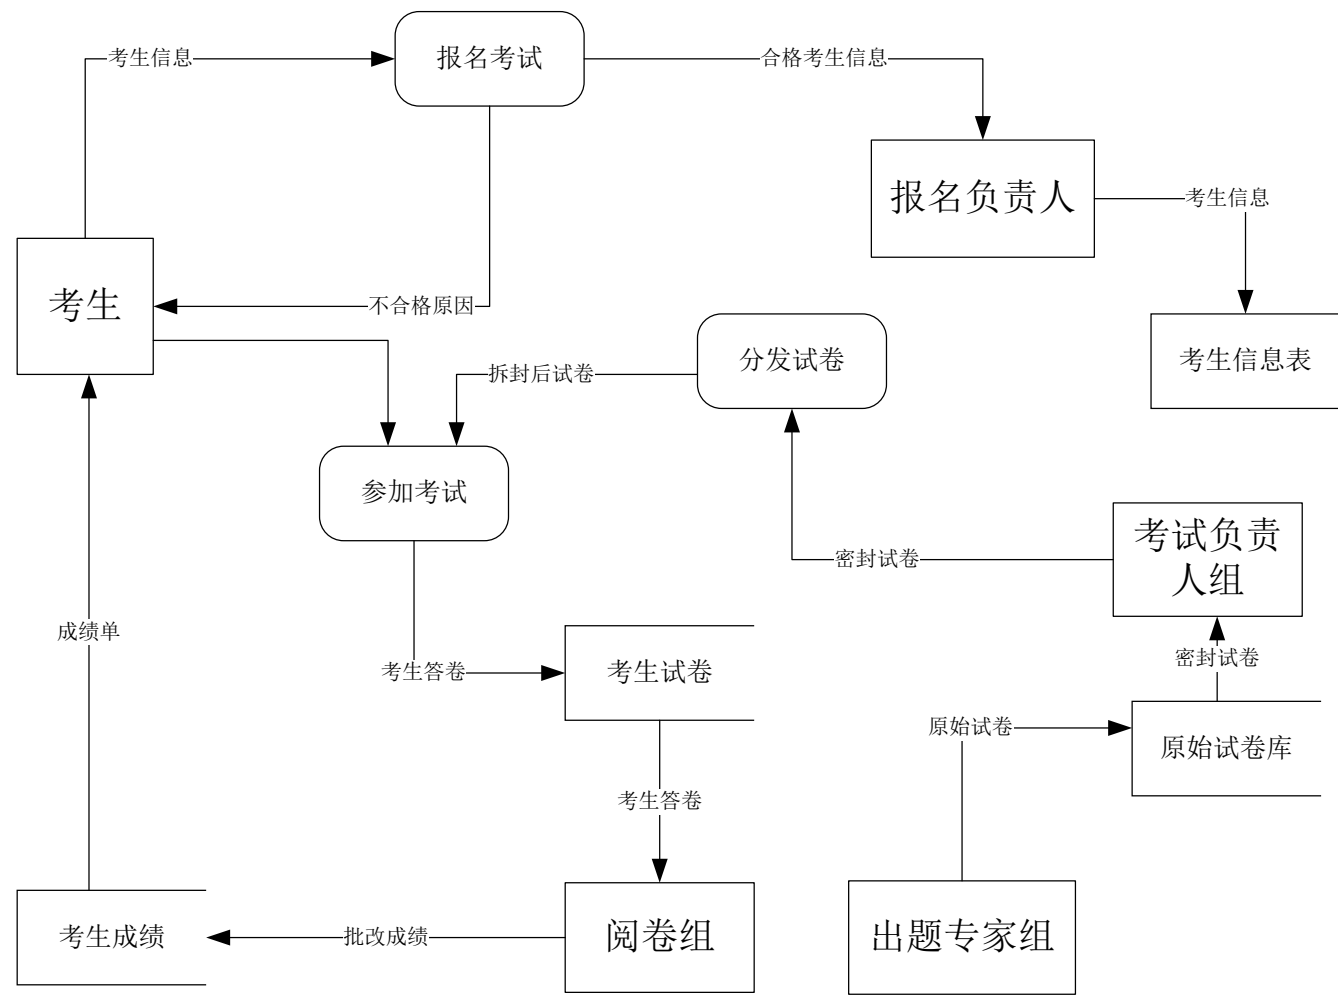 考生信息
报名考试
合格考生信息
报名负责人
考生信息
考生
不合格原因
分发试卷
考生信息表
拆封后试卷
参加考试
考试负责
人组
密封试卷
成绩单
密封试卷
考生答卷
考生试卷
原始试卷
原始试卷库
考生答卷
考生成绩
批改成绩
阅卷组
出题专家组